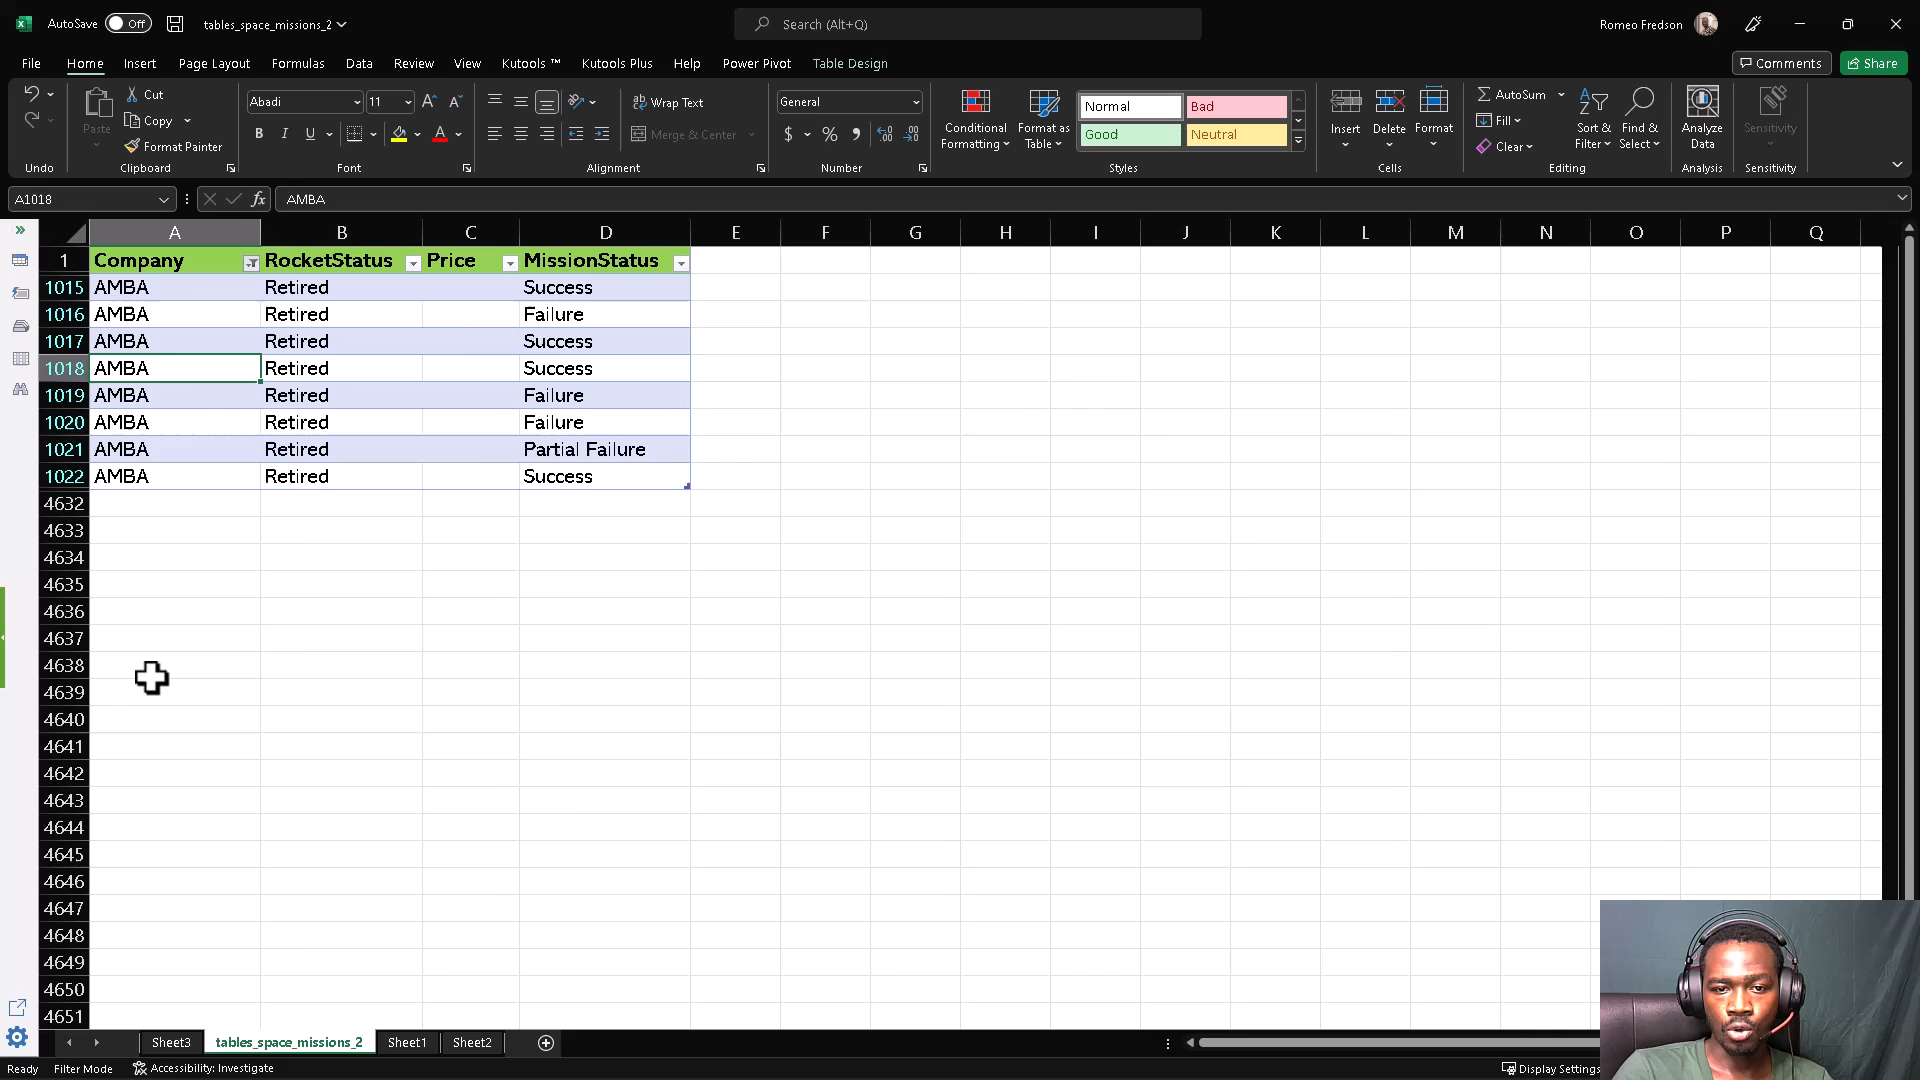 AutoSave Off tables_space_missions_2 Search (Alt+Q) Romeo Fredson
File Home Insert Page Layout Formulas Data Review View Kutools ™ Kutools Plus Help Power Pivot Table Design Comments Share
Cut Abadi 11 Wrap Text General Normal Bad AutoSum
Paste Copy Conditional Formatting Format as Table Insert Delete Format Fill Sort & Filter Find & Select Analyze Data Sensitivity
Format Painter Merge & Center Good Neutral Clear
Undo Clipboard Font Alignment Number Styles Cells Editing Analysis Sensitivity
A1018 fx AMBA
A B C D E F G H I J K L M N O P Q
1 Company RocketStatus Price MissionStatus
1015 AMBA Retired Success
1016 AMBA Retired Failure
1017 AMBA Retired Success
1018 AMBA Retired Success
1019 AMBA Retired Failure
1020 AMBA Retired Failure
1021 AMBA Retired Partial Failure
1022 AMBA Retired Success
4632
4633
4634
4635
4636
4637
4638
4639
4640
4641
4642
4643
4644
4645
4646
4647
4648
4649
4650
4651
Sheet3 tables_space_missions_2 Sheet1 Sheet2
Ready Filter Mode Accessibility: Investigate Display Settings